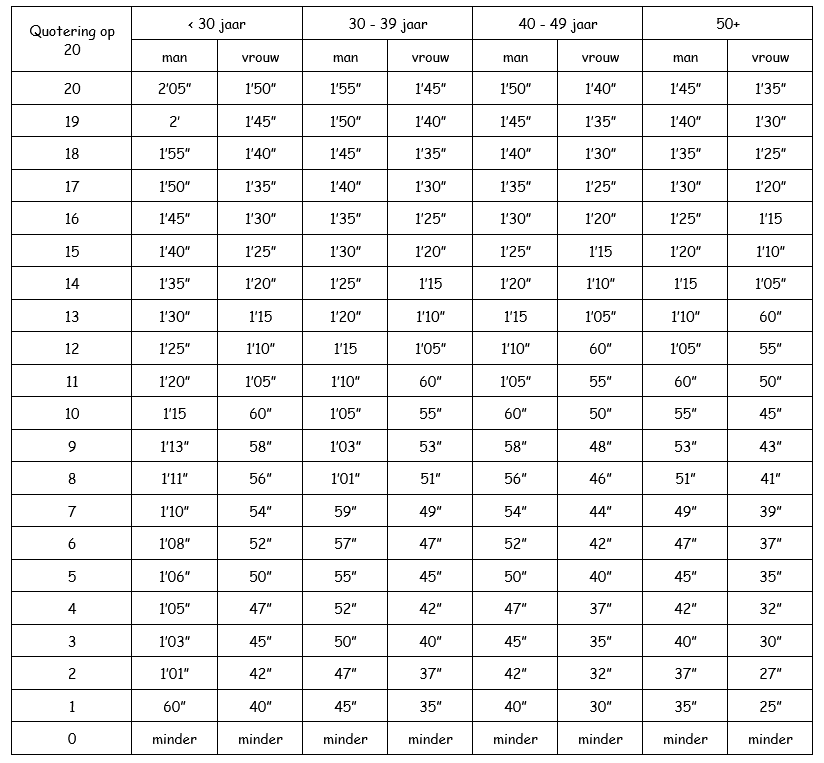 Quotering op 20 < 30 jaar 30 - 39 jaar 40 - 49 jaar 50+
man vrouw man vrouw man vrouw man vrouw
20 2'05" 1'50" 1'55" 1'45" 1'50" 1'40" 1'45" 1'35"
19 2' 1'45" 1'50" 1'40" 1'45" 1'35" 1'40" 1'30"
18 1'55" 1'40" 1'45" 1'35" 1'40" 1'30" 1'35" 1'25"
17 1'50" 1'35" 1'40" 1'30" 1'35" 1'25" 1'30" 1'20"
16 1'45" 1'30" 1'35" 1'25" 1'30" 1'20" 1'25" 1'15
15 1'40" 1'25" 1'30" 1'20" 1'25" 1'15 1'20" 1'10"
14 1'35" 1'20" 1'25" 1'15 1'20" 1'10" 1'15 1'05"
13 1'30" 1'15 1'20" 1'10" 1'15 1'05" 1'10" 60"
12 1'25" 1'10" 1'15 1'05" 1'10" 60" 1'05" 55"
11 1'20" 1'05" 1'10" 60" 1'05" 55" 60" 50"
10 1'15 60" 1'05" 55" 60" 50" 55" 45"
9 1'13" 58" 1'03" 53" 58" 48" 53" 43"
8 1'11" 56" 1'01" 51" 56" 46" 51" 41"
7 1'10" 54" 59" 49" 54" 44" 49" 39"
6 1'08" 52" 57" 47" 52" 42" 47" 37"
5 1'06" 50" 55" 45" 50" 40" 45" 35"
4 1'05" 47" 52" 42" 47" 37" 42" 32"
3 1'03" 45" 50" 40" 45" 35" 40" 30"
2 1'01" 42" 47" 37" 42" 32" 37" 27"
1 60" 40" 45" 35" 40" 30" 35" 25"
0 minder minder minder minder minder minder minder minder